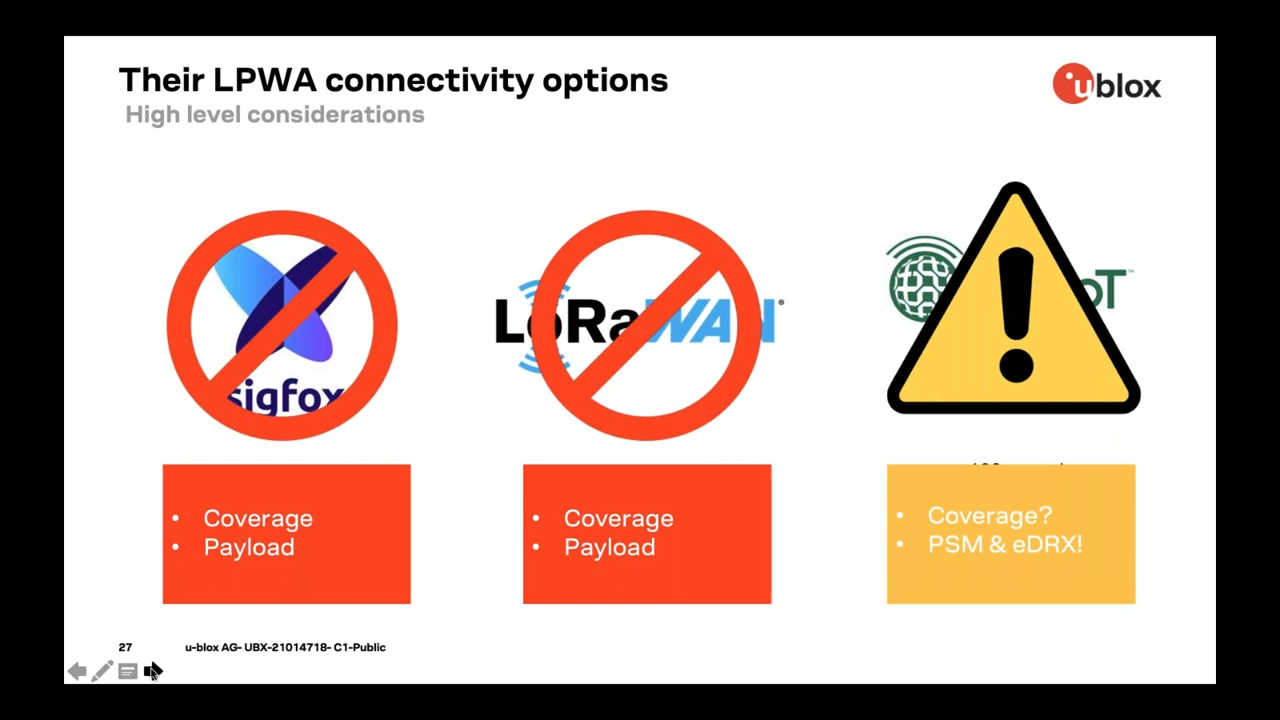 Their LPWA connectivity options
High level considerations
ublox
sigfox
LoRaWAN®
oT™
• Coverage
• Payload
• Coverage
• Payload
• Coverage?
• PSM & eDRX!
27
u-blox AG- UBX-21014718- C1-Public